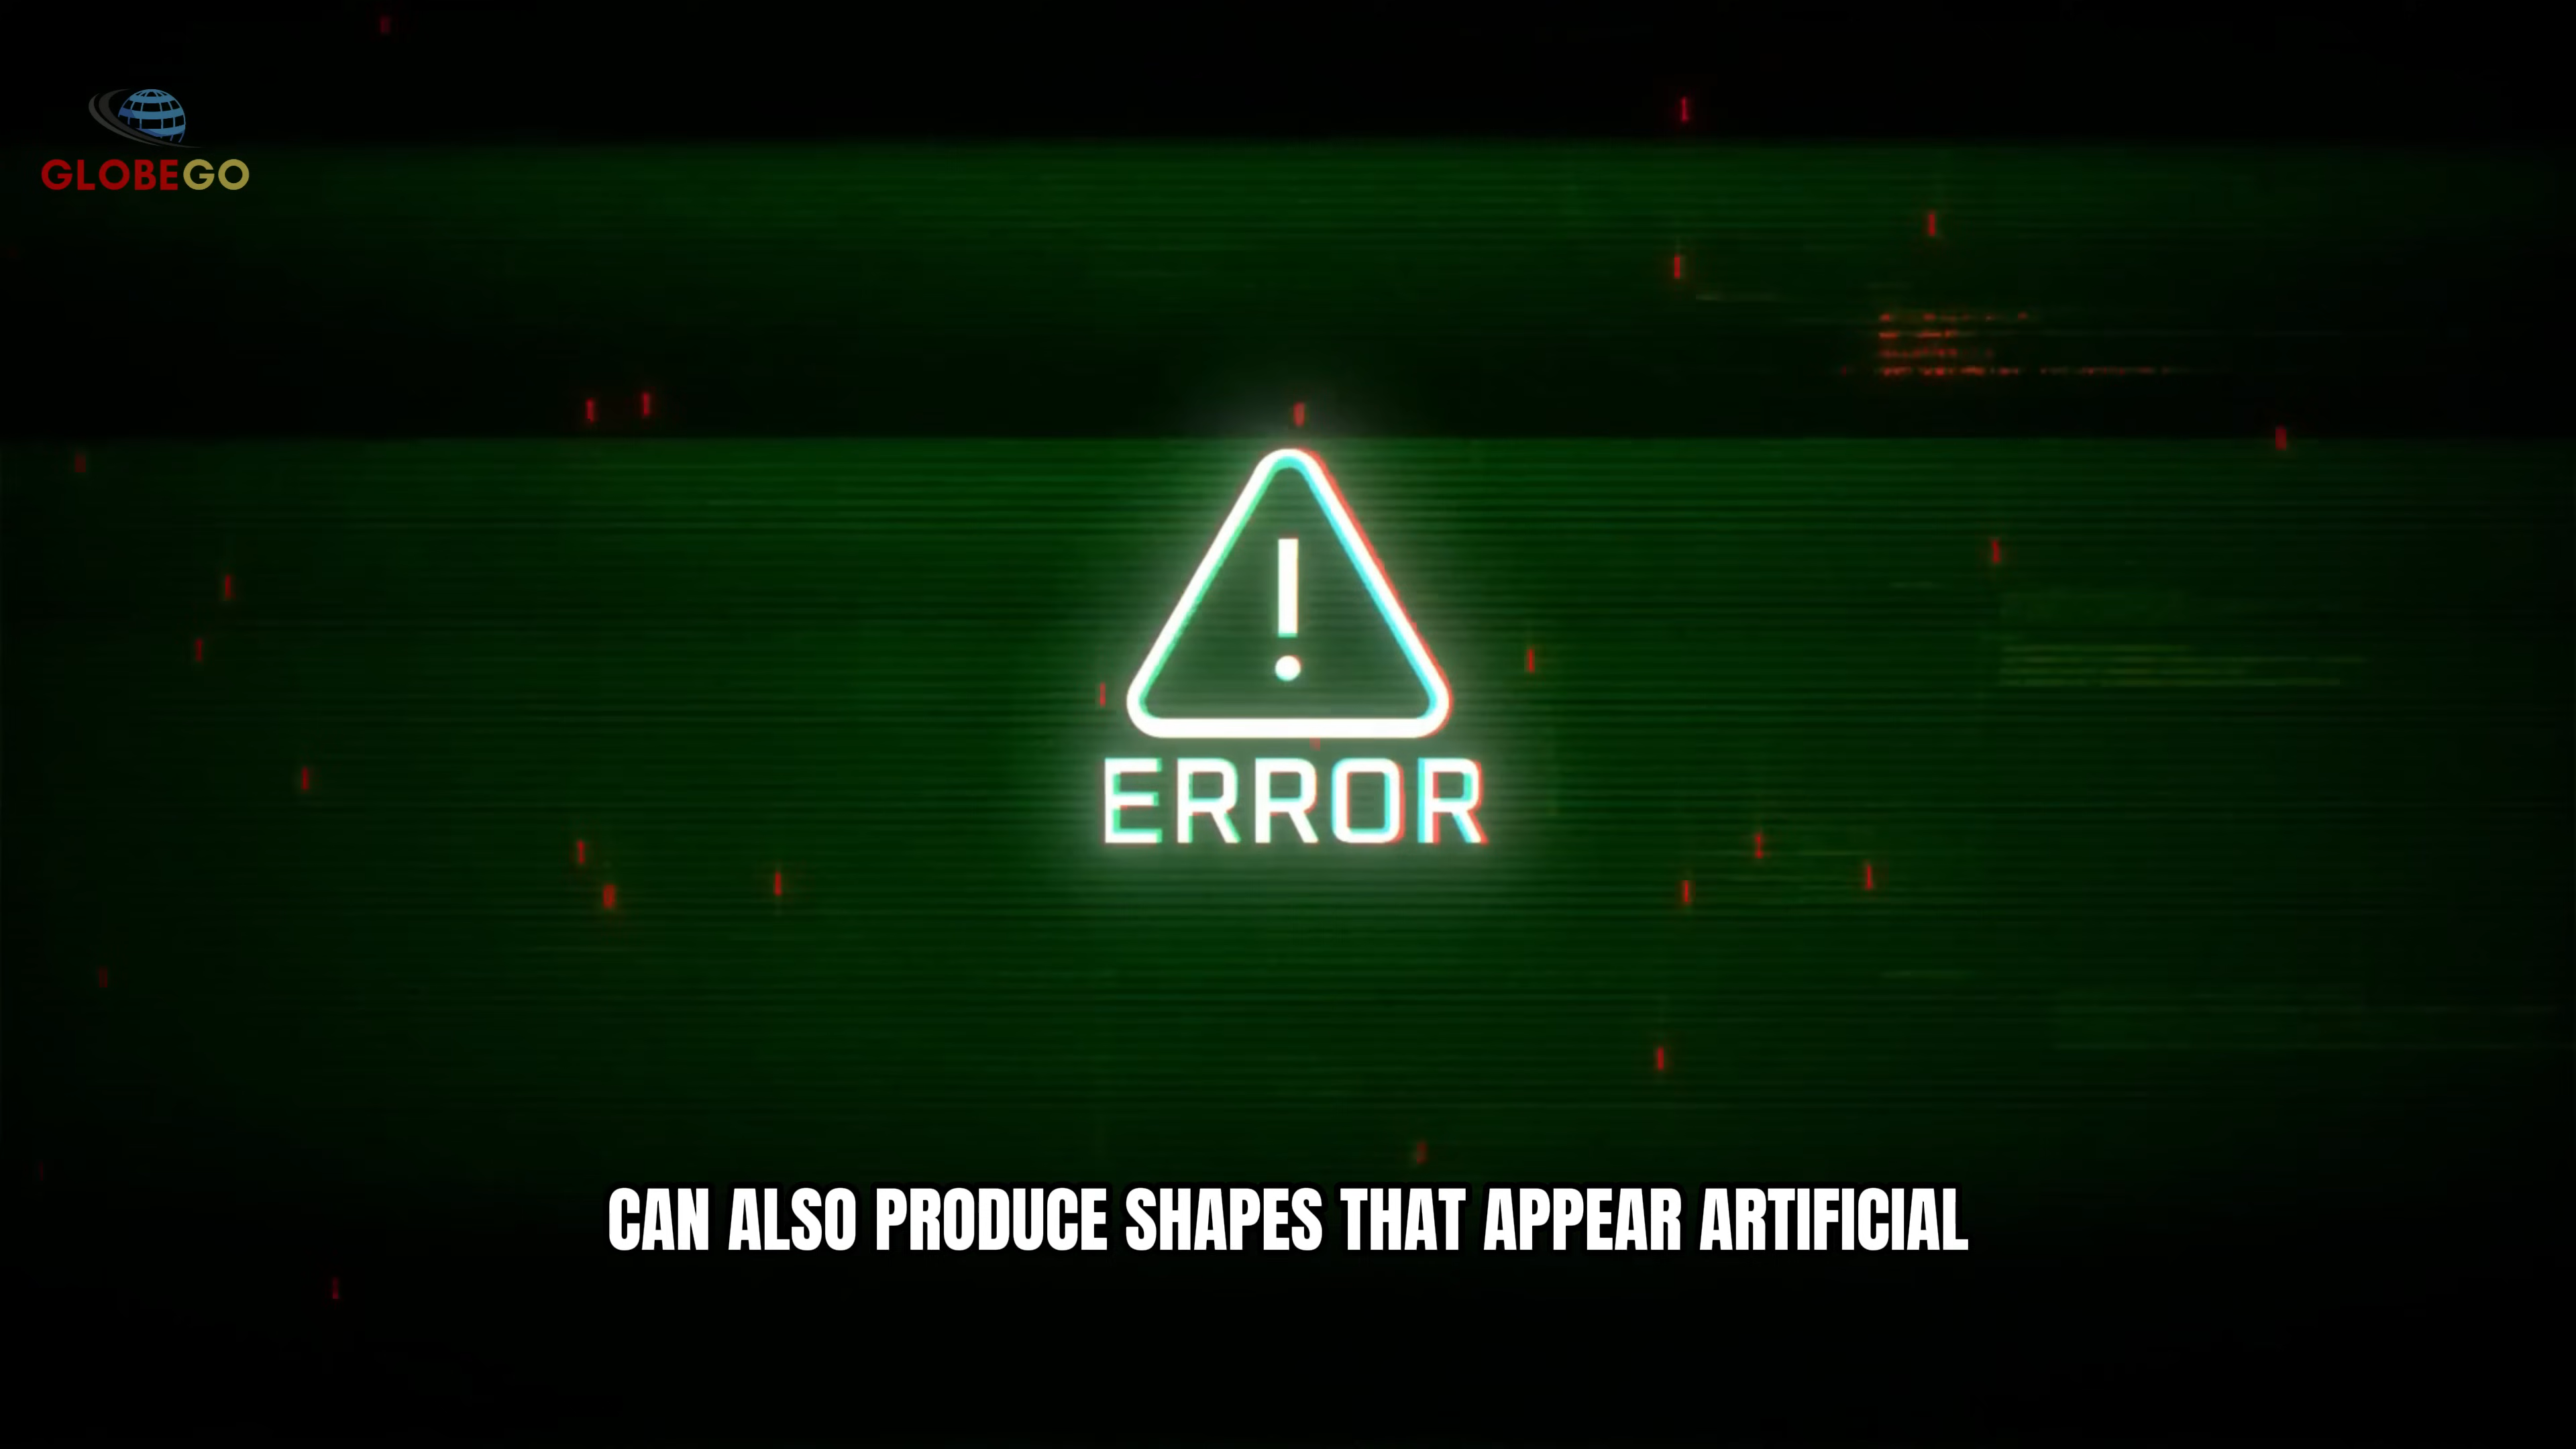 GLOBEGO
!
ERROR
CAN ALSO PRODUCE SHAPES THAT APPEAR ARTIFICIAL